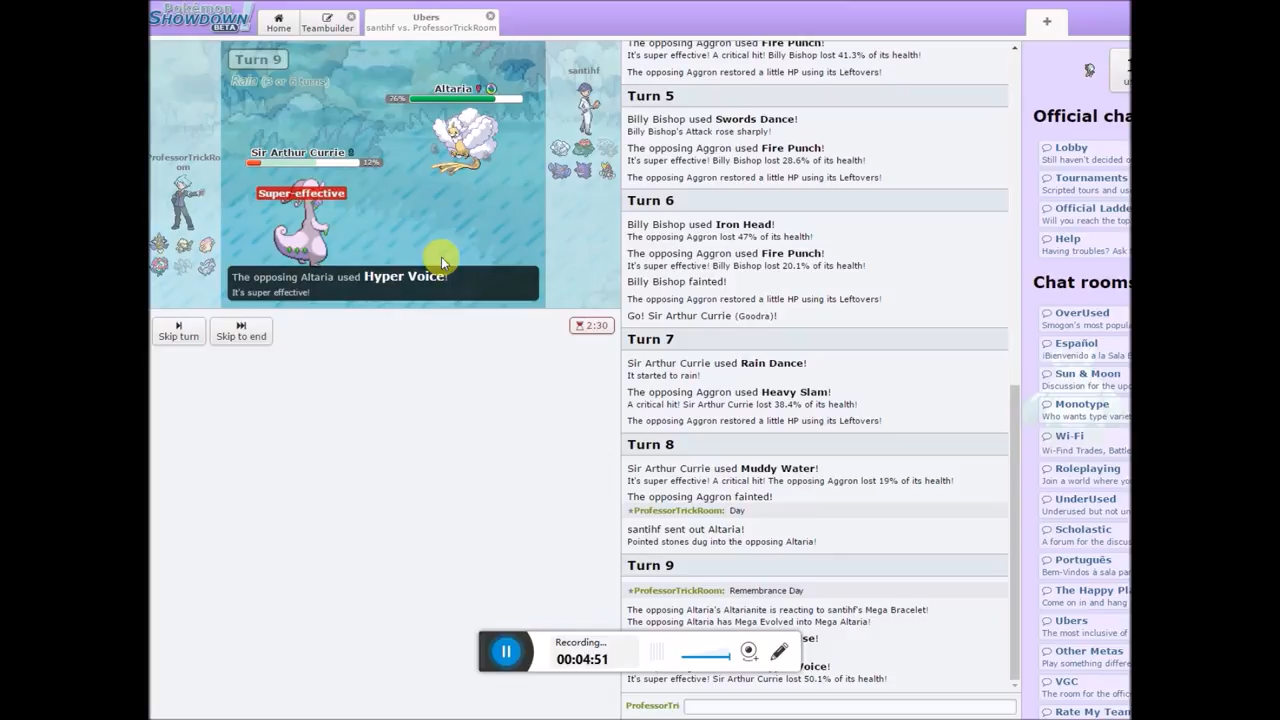 Pokémon
SHOWDOWN!
BETA
Home
Teambuilder
Ubers
santihf vs. ProfessorTrickRoom
+
Turn 9
Altaria
76%
santihf
Sir Arthur Currie
12%
ProfessorTrickRo
om
Super-effective
The opposing Altaria used Hyper Voice!
It's super effective!
Skip turn
Skip to end
2:30
The opposing Aggron used Fire Punch!
It's super effective! A critical hit! Billy Bishop lost 41.3% of its health!
The opposing Aggron restored a little HP using its Leftovers!
Turn 5
Billy Bishop used Swords Dance!
Billy Bishop's Attack rose sharply!
The opposing Aggron used Fire Punch!
It's super effective! Billy Bishop lost 28.6% of its health!
The opposing Aggron restored a little HP using its Leftovers!
Turn 6
Billy Bishop used Iron Head!
The opposing Aggron lost 47% of its health!
The opposing Aggron used Fire Punch!
It's super effective! Billy Bishop lost 20.1% of its health!
Billy Bishop fainted!
The opposing Aggron restored a little HP using its Leftovers!
Go! Sir Arthur Currie (Goodra)!
Turn 7
Sir Arthur Currie used Rain Dance!
It started to rain!
The opposing Aggron used Heavy Slam!
A critical hit! Sir Arthur Currie lost 38.4% of its health!
The opposing Aggron restored a little HP using its Leftovers!
Turn 8
Sir Arthur Currie used Muddy Water!
It's super effective! A critical hit! The opposing Aggron lost 19% of its health!
The opposing Aggron fainted!
★ProfessorTrickRoom: Day
santihf sent out Altaria!
Pointed stones dug into the opposing Altaria!
Turn 9
★ProfessorTrickRoom: Remembrance Day
The opposing Altaria's Altarianite is reacting to santihf's Mega Bracelet!
The opposing Altaria has Mega Evolved into Mega Altaria!
se!
Voice!
It's super effective! Sir Arthur Currie lost 50.1% of its health!
ProfessorTri
Recording...
00:04:51
Official cha
Lobby
Still haven't decided o
Tournaments
Scripted tours and us
Official Ladde
Will you reach the top
Help
Having troubles? Ask
Chat rooms
OverUsed
Smogon's most popula
Español
¡Bienvenido a la Sala E
Sun & Moon
Discussion for the up
Monotype
Who wants type varie
Wi-Fi
Wi-Find Trades, Battle
Roleplaying
Join a world where yo
UnderUsed
Underused but not un
Scholastic
A forum for the discus
Português
Bem-Vindos à sala pa
The Happy Pl
Come on in and hang
Ubers
The most inclusive of
Other Metas
Play something differe
VGC
The room for the offic
Rate My Team